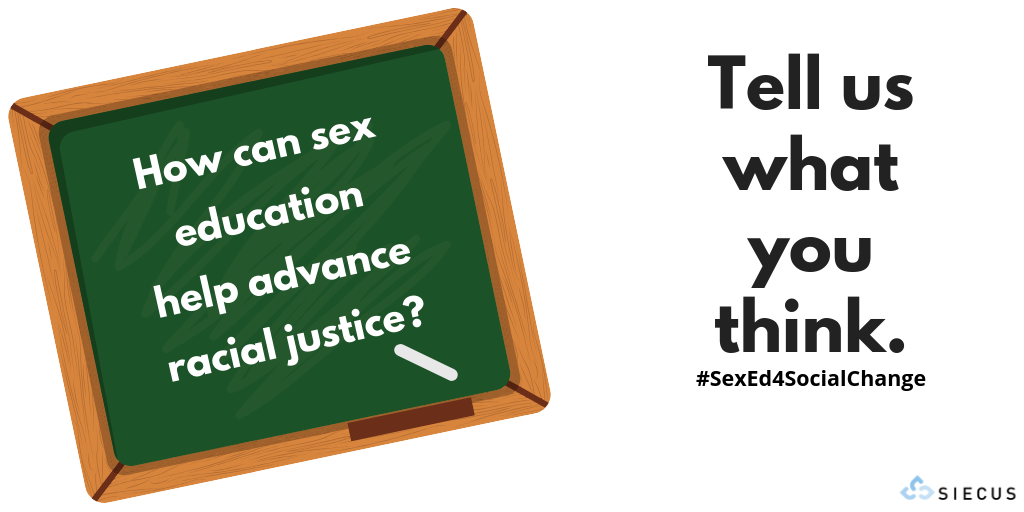 How can sex
education
help advance
racial justice?
Tell us
what
you
think.
#SexEd4SocialChange
SIECUS